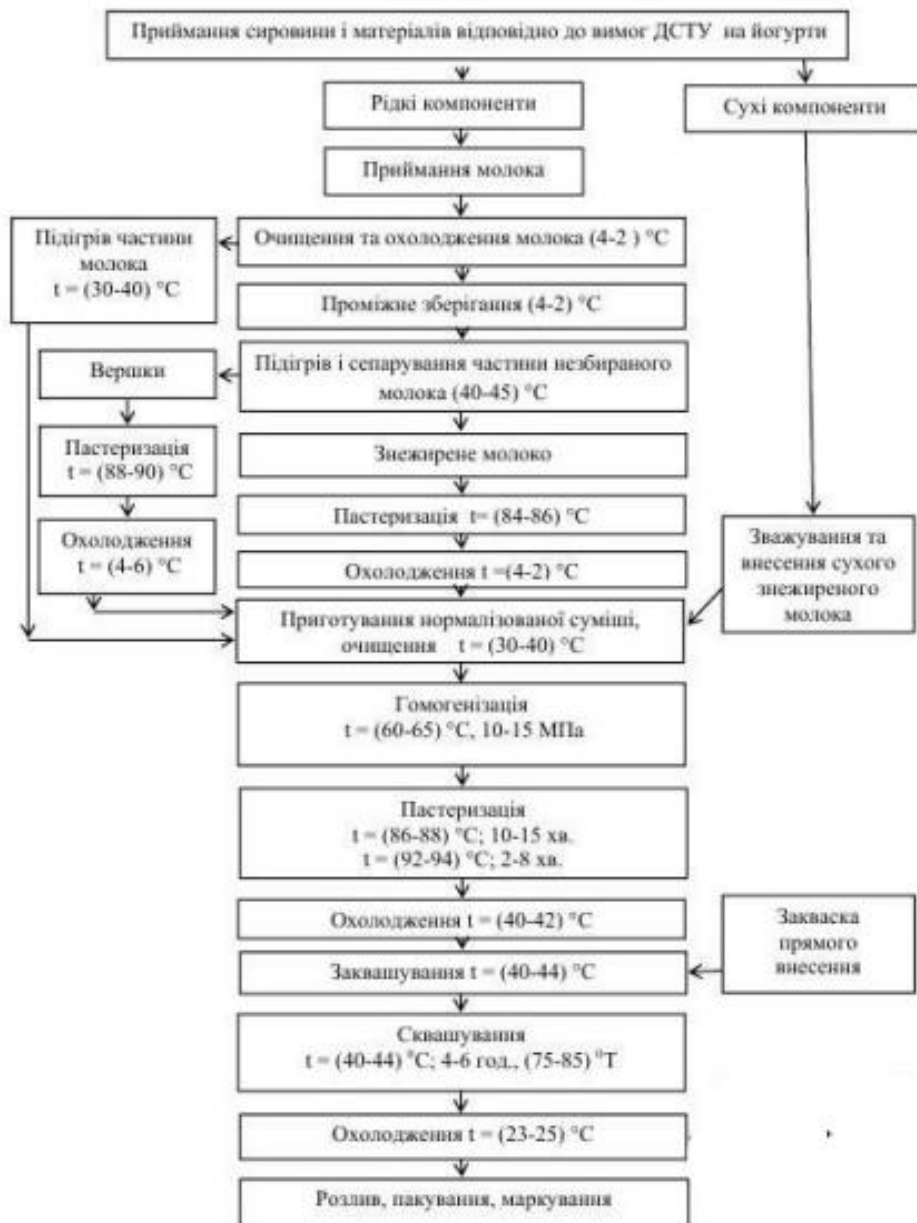 Приймання сировини і матеріалів відповідно до вимог ДСТУ на йогурти
Рідкі компоненти
Сухі компоненти
Приймання молока
Підігрів частини
молока
t = (30-40) °С
Очищення та охолодження молока (4-2 ) °С
Проміжне зберігання (4-2) °С
Вершки
Підігрів і сепарування частини незбираного
молока (40-45) °С
Пастеризація
t = (88-90) °С
Знежирене молоко
Пастеризація t= (84-86) °С
Охолодження
t = (4-6) °С
Охолодження t =(4-2) °С
Зважування та
внесення сухого
знежиреного
молока
Приготування нормалізованої суміші,
очищення t = (30-40) °С
Гомогенізація
t = (60-65) °С, 10-15 МПа
Пастеризація
t = (86-88) °С; 10-15 хв.
t = (92-94) °С; 2-8 хв.
Охолодження t = (40-42) °С
Закваска
прямого
внесення
Заквашування t = (40-44) °С
Сквашування
t = (40-44) °С; 4-6 год., (75-85) °Т
Охолодження t = (23-25) °С
Розлив, пакування, маркування